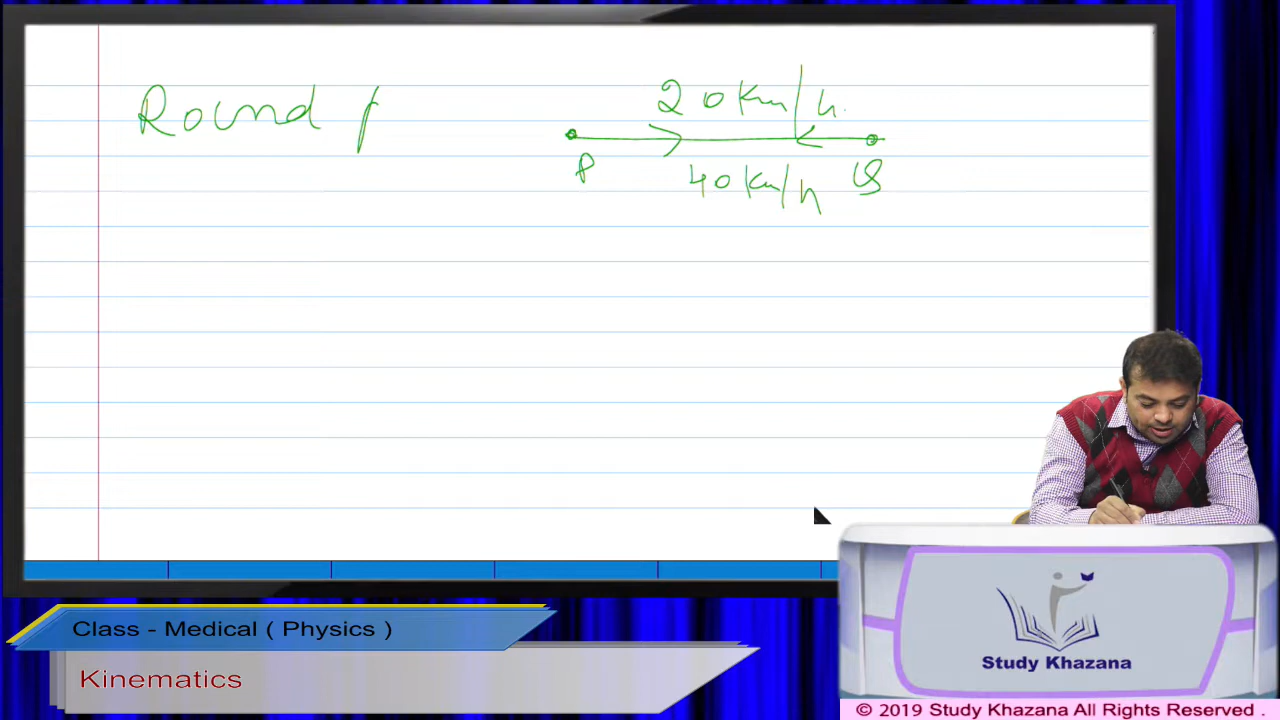 Round
20 km/h.
P
40 km/h
Q
Class - Medical ( Physics )
Kinematics
Study Khazana
© 2019 Study Khazana All Rights Reserved .